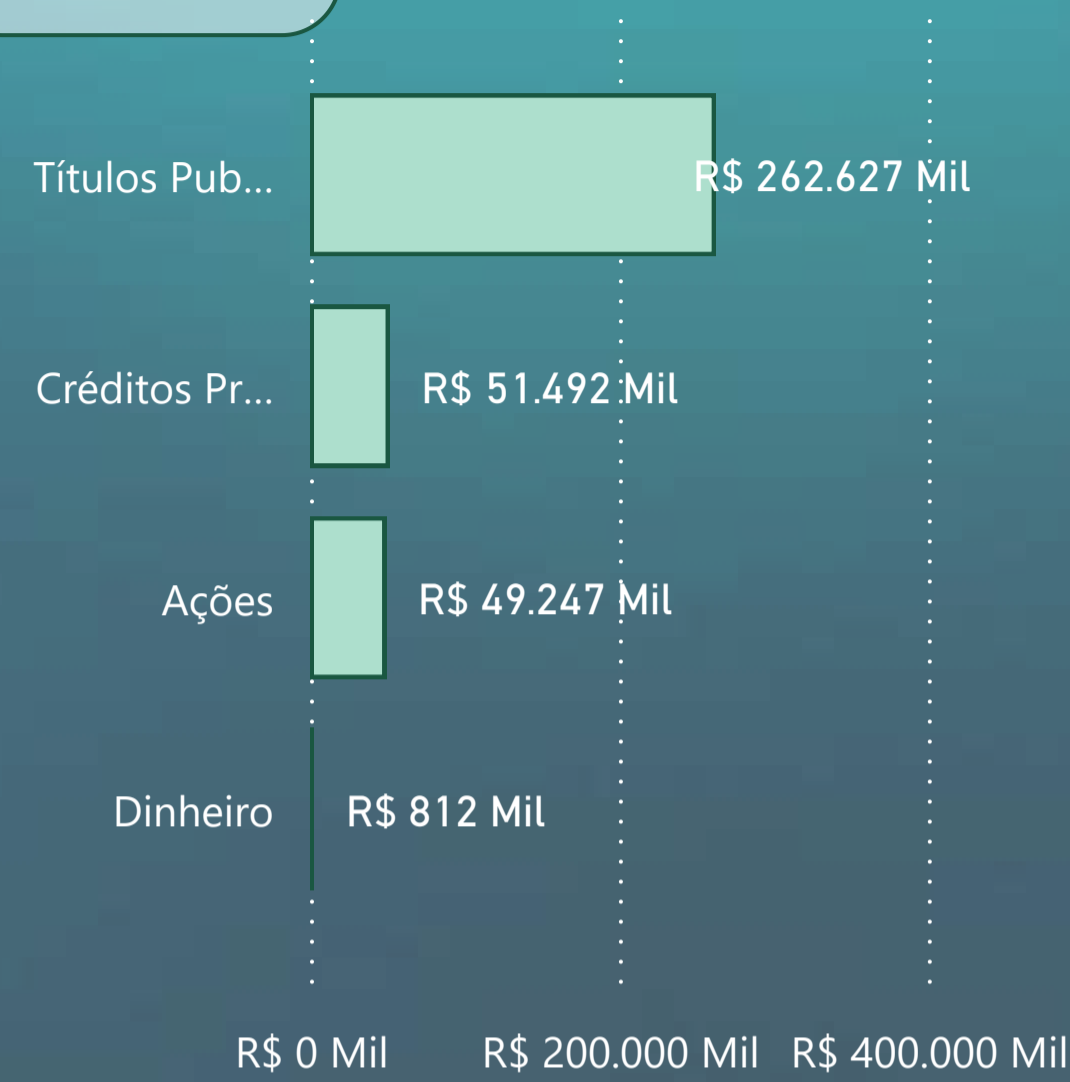 Títulos Pub... R$ 262.627 Mil
Créditos Pr... R$ 51.492 Mil
Ações R$ 49.247 Mil
Dinheiro R$ 812 Mil
R$ 0 Mil R$ 200.000 Mil R$ 400.000 Mil